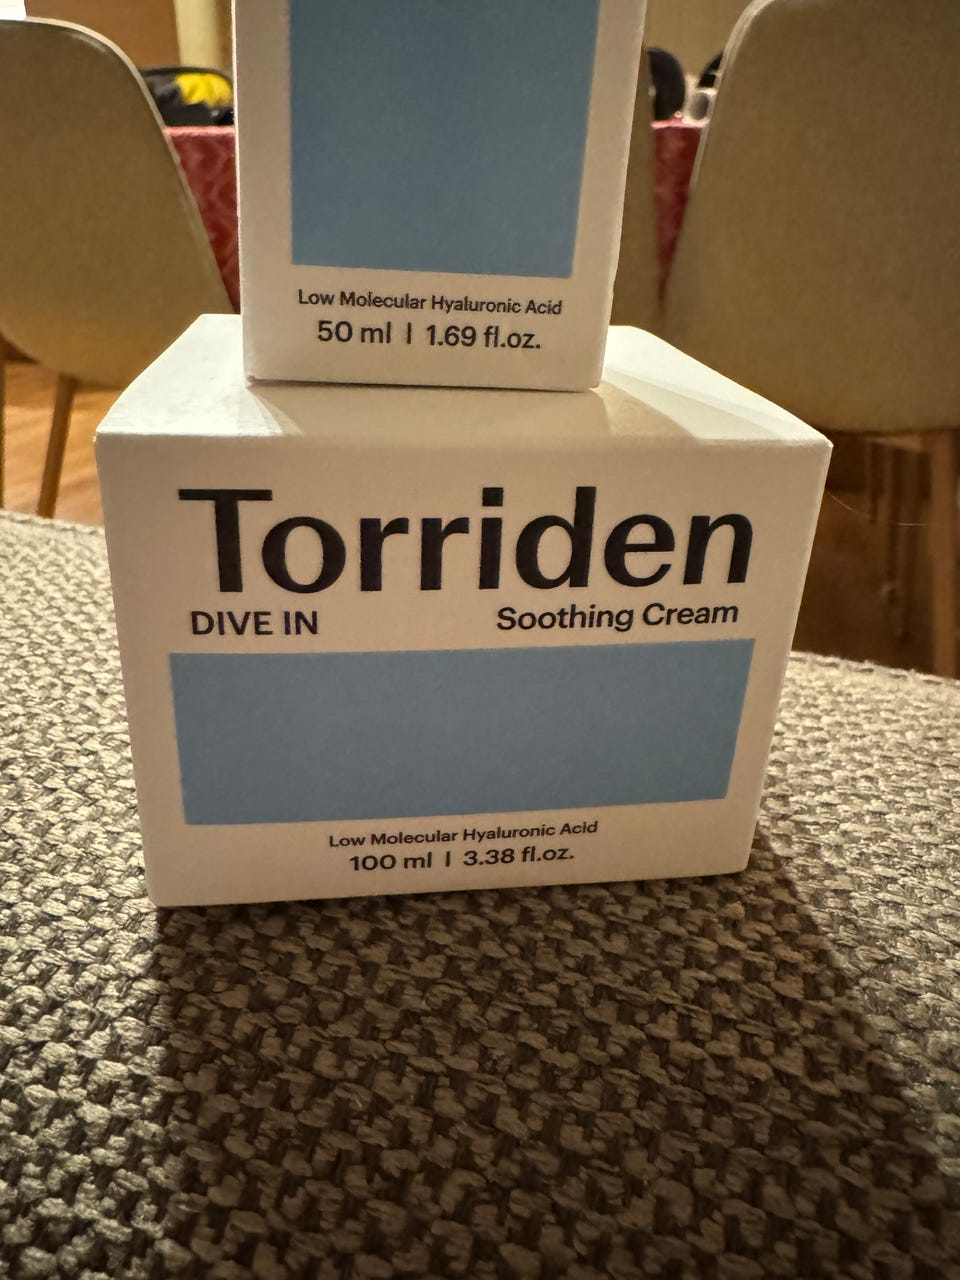 Low Molecular Hyaluronic Acid
50 ml | 1.69 fl.oz.
Torriden
DIVE IN Soothing Cream
Low Molecular Hyaluronic Acid
100 ml | 3.38 fl.oz.